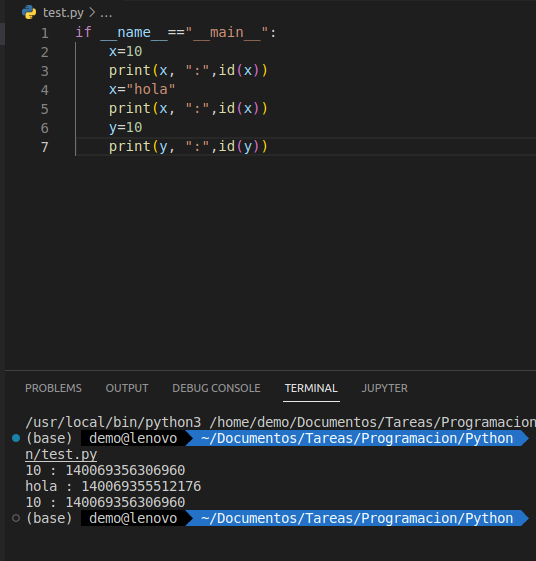 test.py > ...
1 if __name__=="__main__":
2 x=10
3 print(x, ":",id(x))
4 x="hola"
5 print(x, ":",id(x))
6 y=10
7 print(y, ":",id(y))
PROBLEMS OUTPUT DEBUG CONSOLE TERMINAL JUPYTER
/usr/local/bin/python3 /home/demo/Documentos/Tareas/Programacion
(base) demo@lenovo ~/Documentos/Tareas/Programacion/Python
n/test.py
10 : 140069356306960
hola : 140069355512176
10 : 140069356306960
(base) demo@lenovo ~/Documentos/Tareas/Programacion/Python